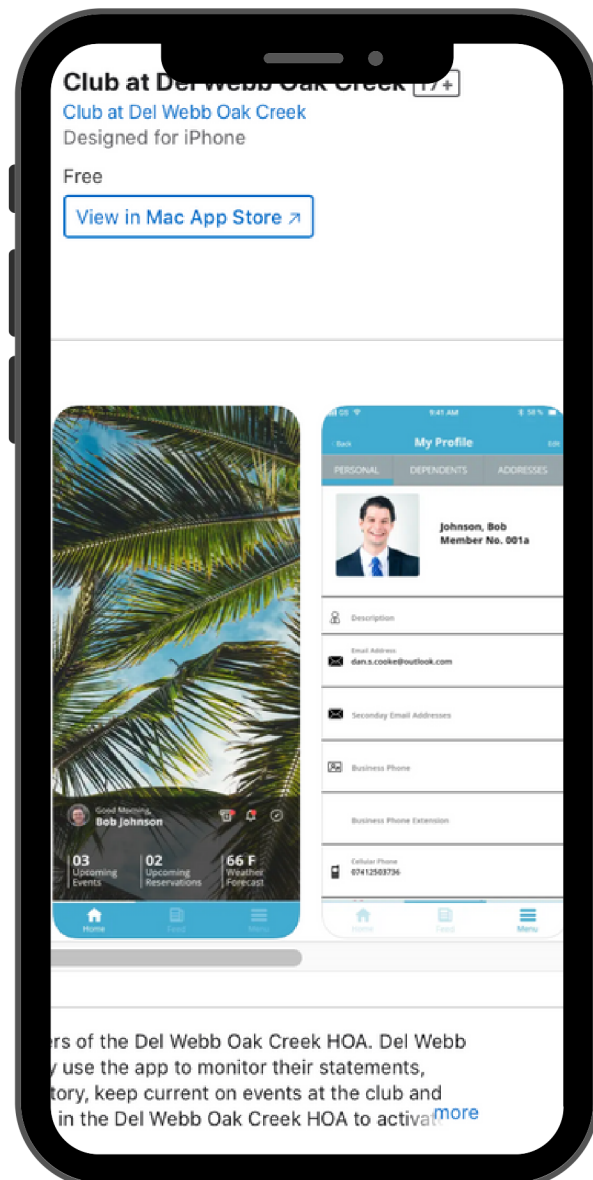 Club at Del Webb Oak Creek 17+
Club at Del Webb Oak Creek
Designed for iPhone
Free
View in Mac App Store ↗
9:41 AM
58%
Back
My Profile
Edit
PERSONAL
DEPENDENTS
ADDRESSES
Johnson, Bob
Member No. 001a
Description
Email Address
dan.s.cooke@outlook.com
Seconday Email Addresses
Business Phone
Business Phone Extension
Cellular Phone
07412503736
Home
Feed
Menu
Good Morning,
Bob Johnson
03
Upcoming
Events
02
Upcoming
Reservations
66 F
Weather
Forecast
Home
Feed
Menu
ers of the Del Webb Oak Creek HOA. Del Webb
y use the app to monitor their statements,
tory, keep current on events at the club and
in the Del Webb Oak Creek HOA to activat
more